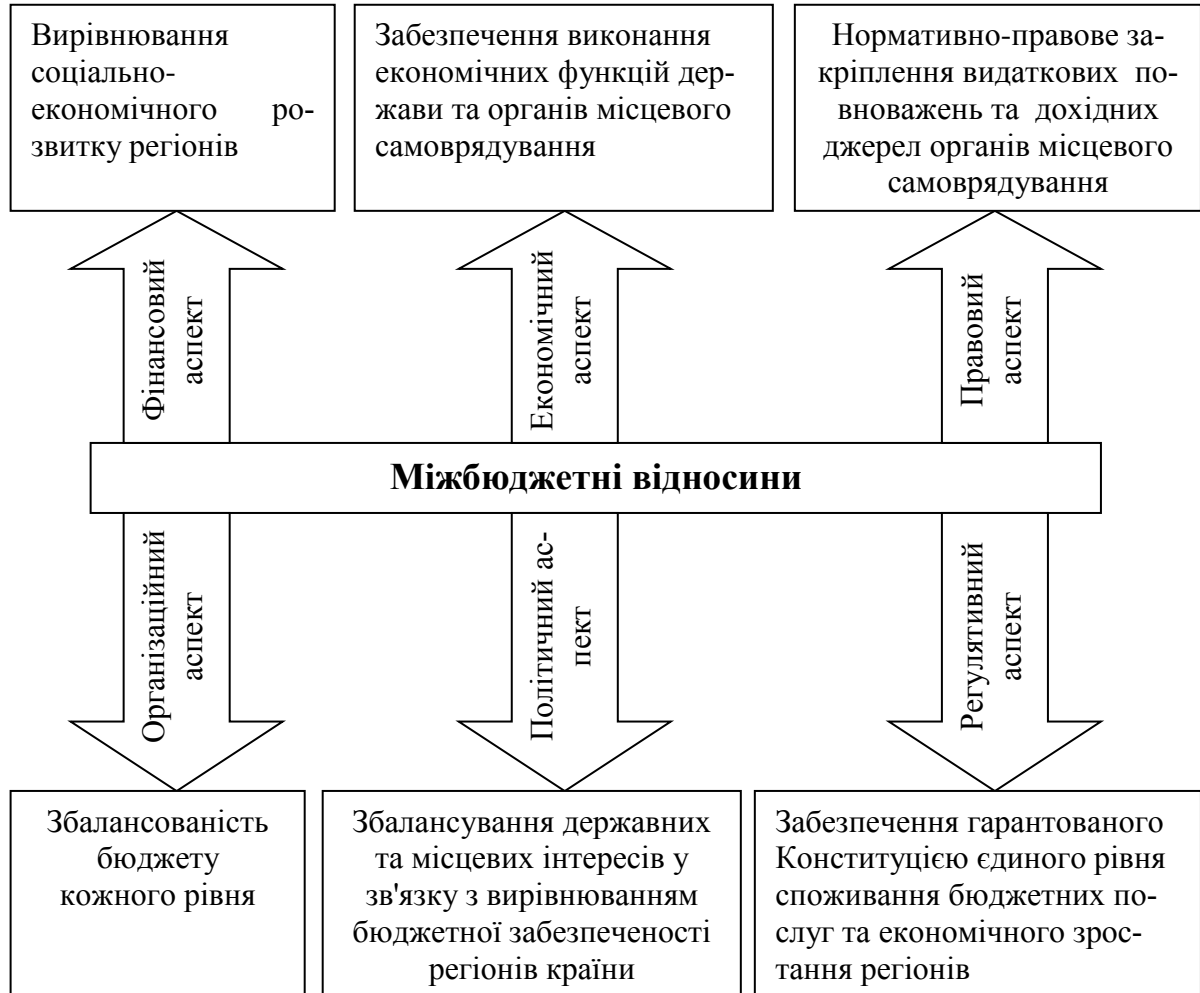 Вирівнювання
соціально-
економічного ро-
звитку регіонів
Забезпечення виконання
економічних функцій дер-
жави та органів місцевого
самоврядування
Нормативно-правове за-
кріплення видаткових по-
вноважень та дохідних
джерел органів місцевого
самоврядування
Фінансовий
аспект
Економічний
аспект
Правовий
аспект
Міжбюджетні відносини
Організаційний
аспект
Політичний ас-
пект
Регулятивний
аспект
Збалансованість
бюджету
кожного рівня
Збалансування державних
та місцевих інтересів у
зв'язку з вирівнюванням
бюджетної забезпеченості
регіонів країни
Забезпечення гарантованого
Конституцією єдиного рівня
споживання бюджетних по-
слуг та економічного зрос-
тання регіонів